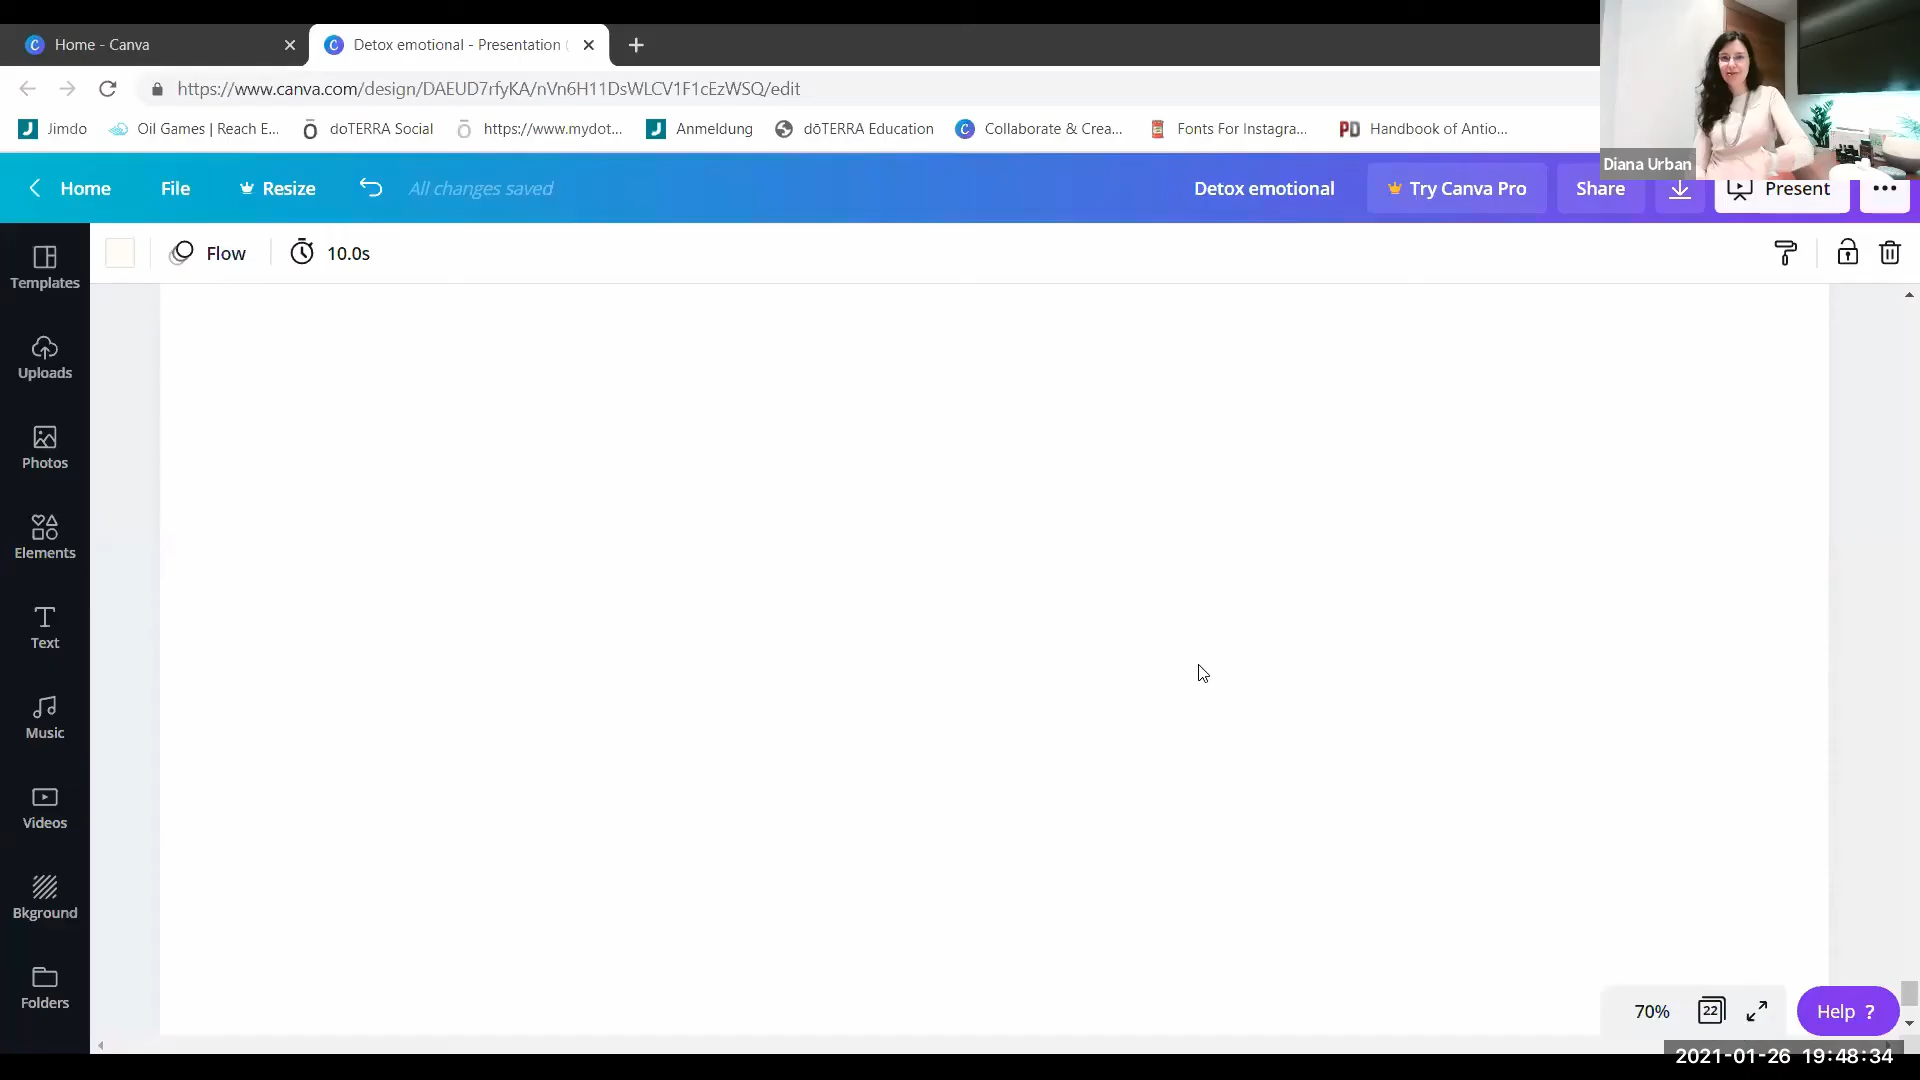 Home - Canva
Detox emotional - Presentation (
https://www.canva.com/design/DAEUD7rfyKA/nVn6H11DsWLCV1F1cEzWSQ/edit
Jimdo
Oil Games | Reach E...
doTERRA Social
https://www.mydot...
Anmeldung
dōTERRA Education
Collaborate & Crea...
Fonts For Instagra...
PD Handbook of Antio...
Diana Urban
Home
File
Resize
All changes saved
Detox emotional
Try Canva Pro
Share
Present
Flow
10.0s
Templates
Uploads
Photos
Elements
Text
Music
Videos
Bkground
Folders
70%
22
Help ?
2021-01-26 19:48:34